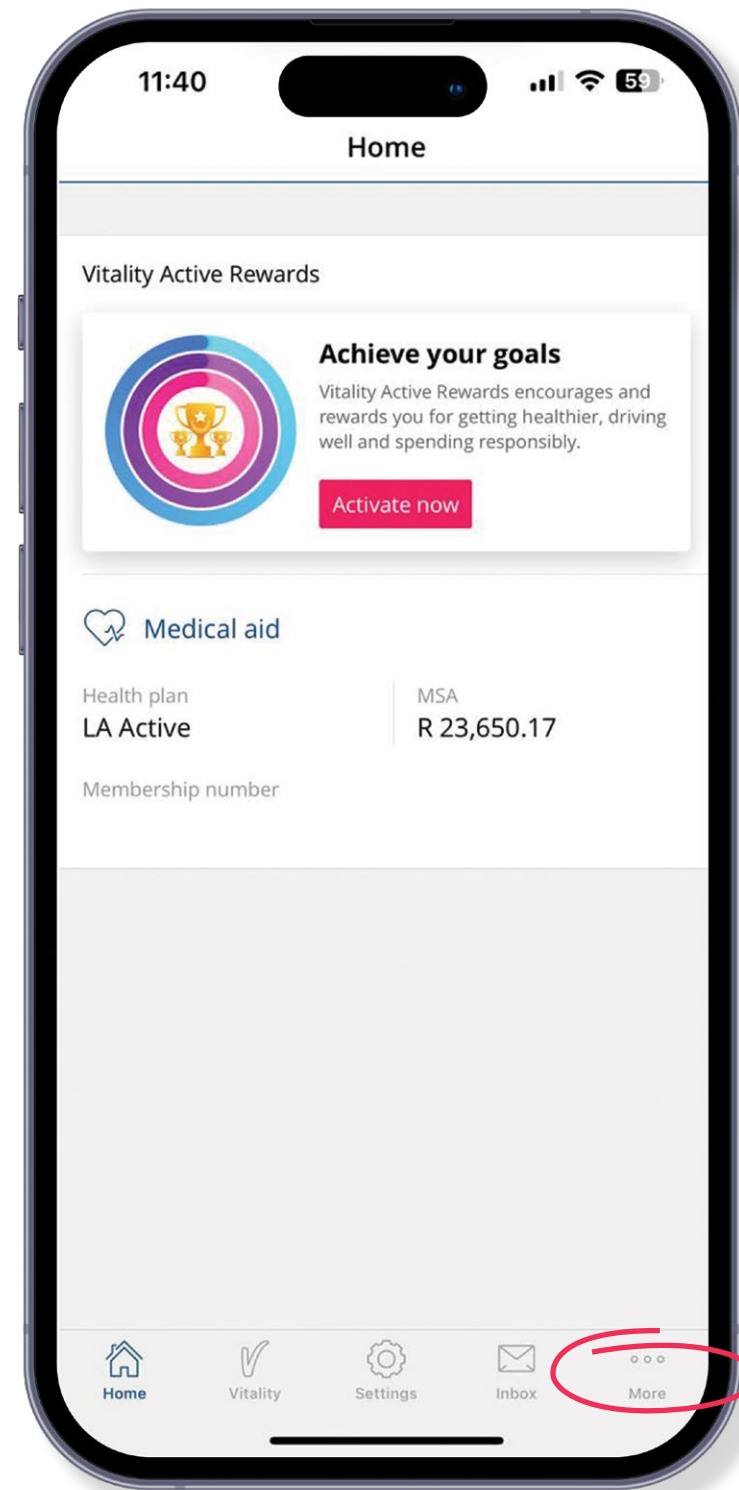 11:40
59
Home
Vitality Active Rewards
Achieve your goals
Vitality Active Rewards encourages and
rewards you for getting healthier, driving
well and spending responsibly.
Activate now
Medical aid
Health plan
MSA
LA Active
R 23,650.17
Membership number
Home
Vitality
Settings
Inbox
More